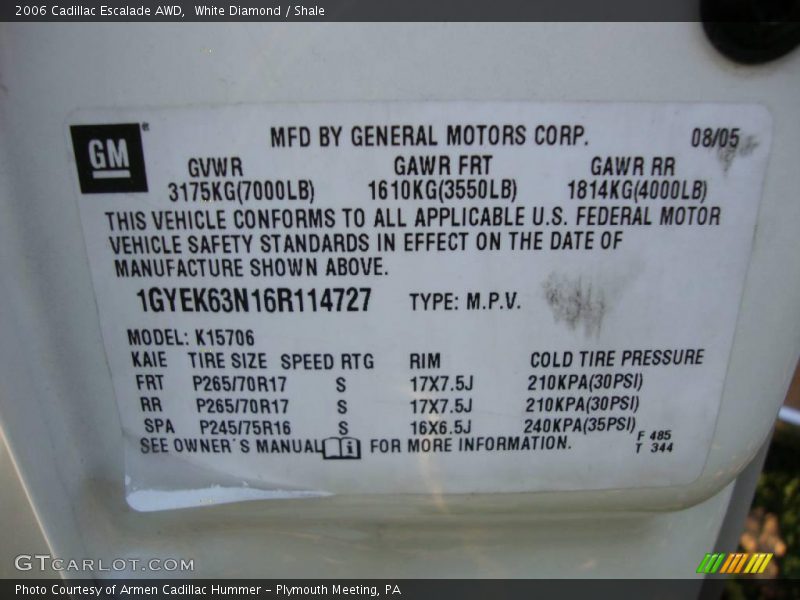 2006 Cadillac Escalade AWD,  White Diamond / Shale
GM
MFD BY GENERAL MOTORS CORP. 08/05
GVWR GAWR FRT GAWR RR
3175KG(7000LB) 1610KG(3550LB) 1814KG(4000LB)
THIS VEHICLE CONFORMS TO ALL APPLICABLE U.S. FEDERAL MOTOR
VEHICLE SAFETY STANDARDS IN EFFECT ON THE DATE OF
MANUFACTURE SHOWN ABOVE.
1GYEK63N16R114727 TYPE: M.P.V.
MODEL: K15706
KAIE TIRE SIZE SPEED RTG RIM COLD TIRE PRESSURE
FRT P265/70R17 S 17X7.5J 210KPA(30PSI)
RR P265/70R17 S 17X7.5J 210KPA(30PSI)
SPA P245/75R16 S 16X6.5J 240KPA(35PSI)
SEE OWNER'S MANUAL i FOR MORE INFORMATION.
F 485
T 344
GTCARLOT.COM
Photo Courtesy of Armen Cadillac Hummer – Plymouth Meeting, PA